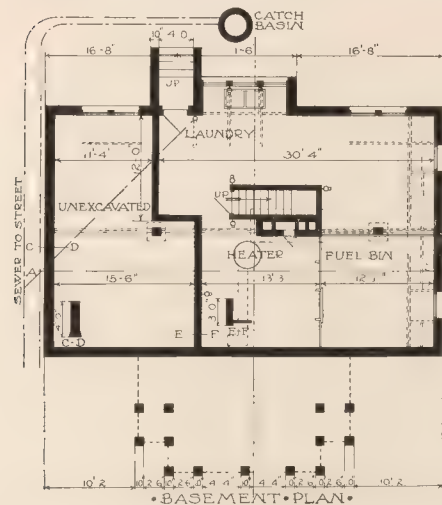 CATCH
BASIN
16-8'
10"
4-0
1-6
16-8"
UP
LAUNDRY
11'-4"
12-0
30'4"
UNEXCAVATED
UP
B
SEWER TO STREET
C D
A
HEATER
FUEL BIN
15-6"
13'3
4'0"
C-D
3'0"
E F
E-F
10'2
10'2
BASEMENT • PLAN